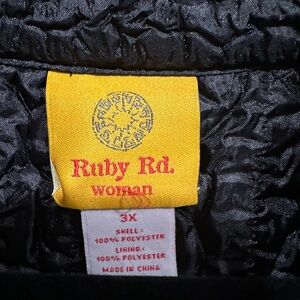 Ruby Rd.
woman
3X
SHELL:
100% POLYESTER
LINING:
100% POLYESTER
MADE IN CHINA